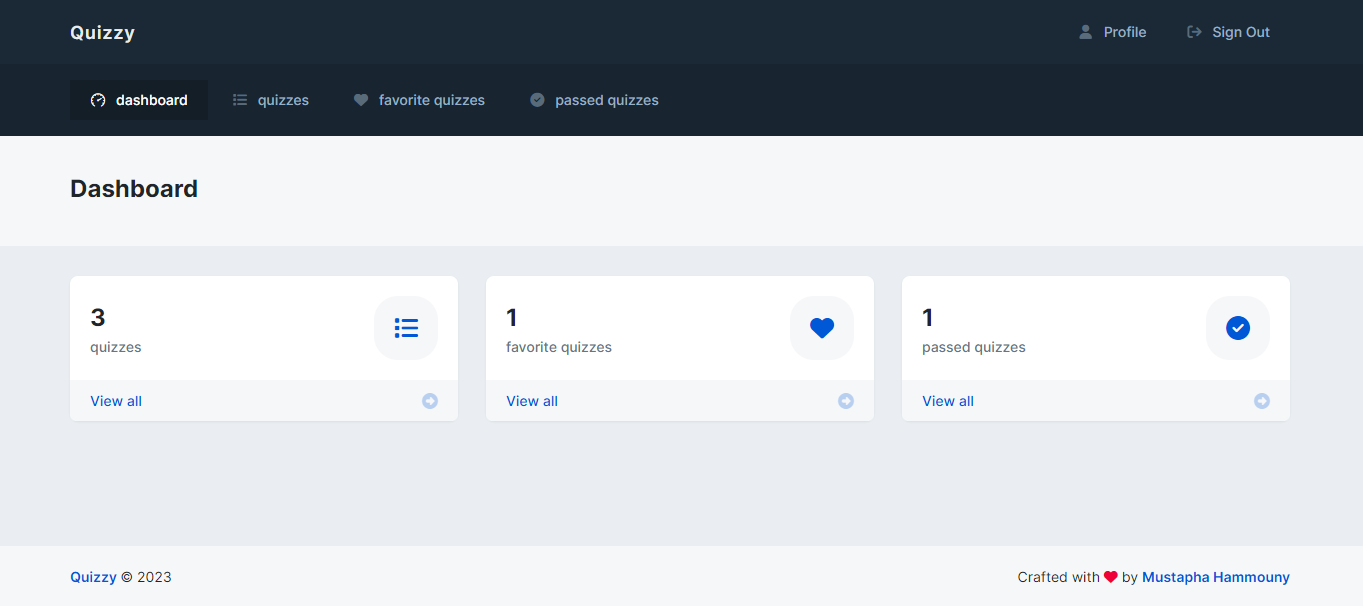 Quizzy
Profile
Sign Out
dashboard
quizzes
favorite quizzes
passed quizzes
Dashboard
3
quizzes
View all
1
favorite quizzes
View all
1
passed quizzes
View all
Quizzy © 2023
Crafted with ❤ by Mustapha Hammouny